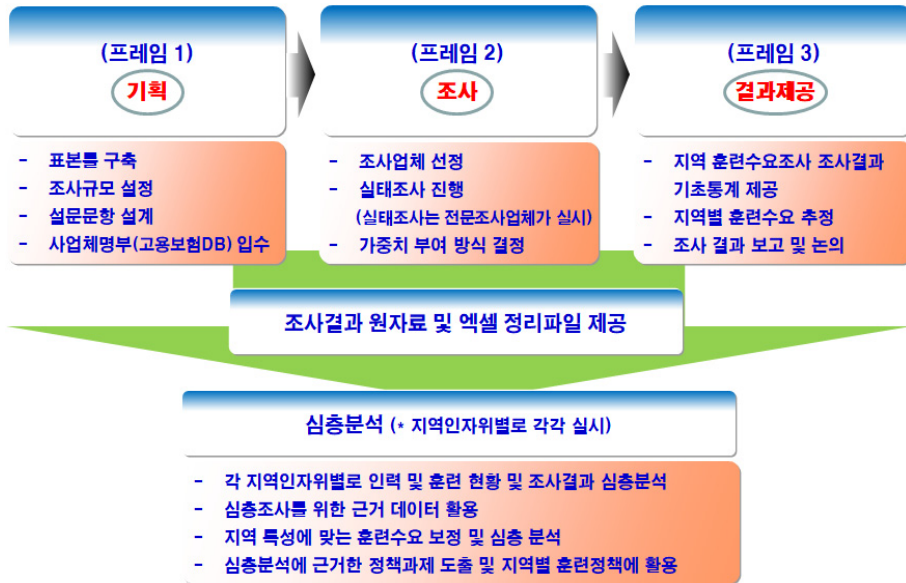 (프레임 1)
기획
- 표본틀 구축
- 조사규모 설정
- 설문문항 설계
- 사업체명부(고용보험DB) 입수
(프레임 2)
조사
- 조사업체 선정
- 실태조사 진행
(실태조사는 전문조사업체가 실시)
- 가중치 부여 방식 결정
(프레임 3)
결과제공
- 지역 훈련수요조사 조사결과
기초통계 제공
- 지역별 훈련수요 추정
- 조사 결과 보고 및 논의
조사결과 원자료 및 엑셀 정리파일 제공
심층분석 (* 지역인자위별로 각각 실시)
- 각 지역인자위별로 인력 및 훈련 현황 및 조사결과 심층분석
- 심층조사를 위한 근거 데이터 활용
- 지역 특성에 맞는 훈련수요 보정 및 심층 분석
- 심층분석에 근거한 정책과제 도출 및 지역별 훈련정책에 활용